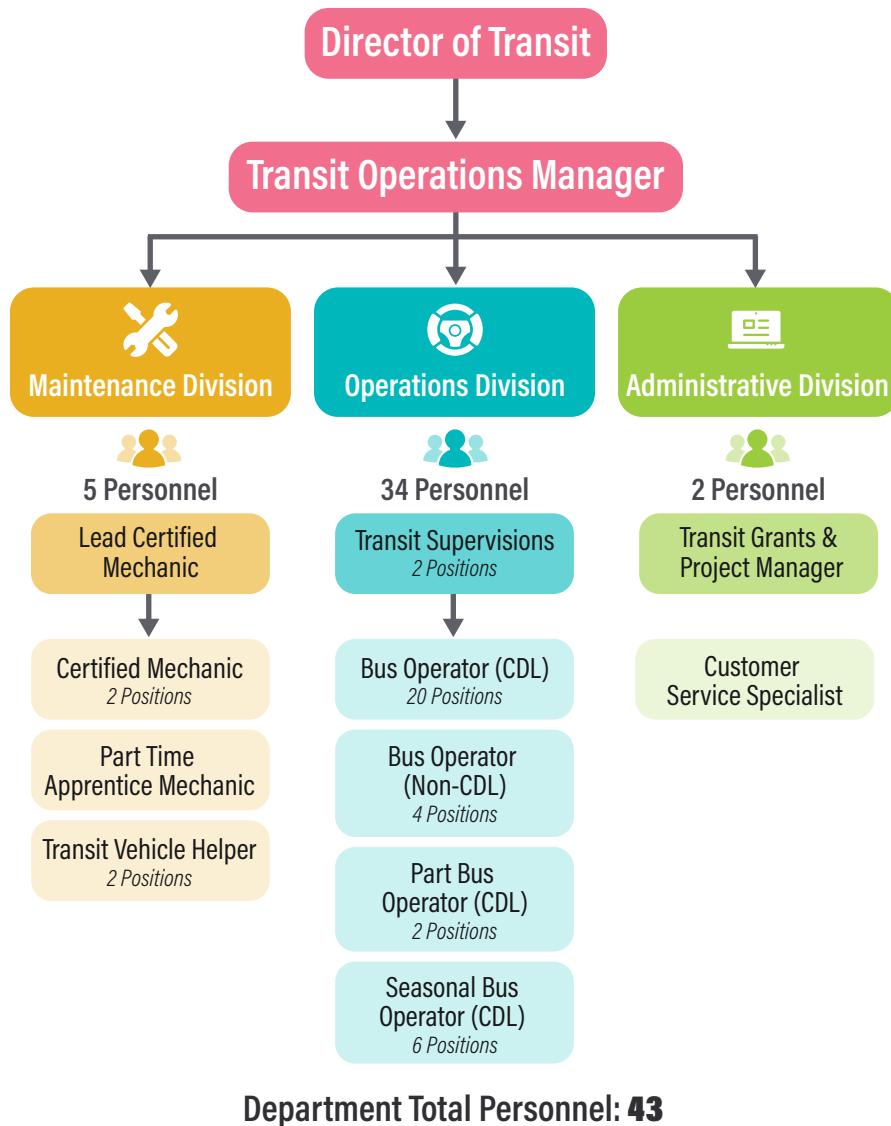 Director of Transit
Transit Operations Manager
Maintenance Division
5 Personnel
Lead Certified
Mechanic
Certified Mechanic
2 Positions
Part Time
Apprentice Mechanic
Transit Vehicle Helper
2 Positions
Operations Division
34 Personnel
Transit Supervisions
2 Positions
Bus Operator (CDL)
20 Positions
Bus Operator
(Non-CDL)
4 Positions
Part Bus
Operator (CDL)
2 Positions
Seasonal Bus
Operator (CDL)
6 Positions
Administrative Division
2 Personnel
Transit Grants &
Project Manager
Customer
Service Specialist
Department Total Personnel: 43